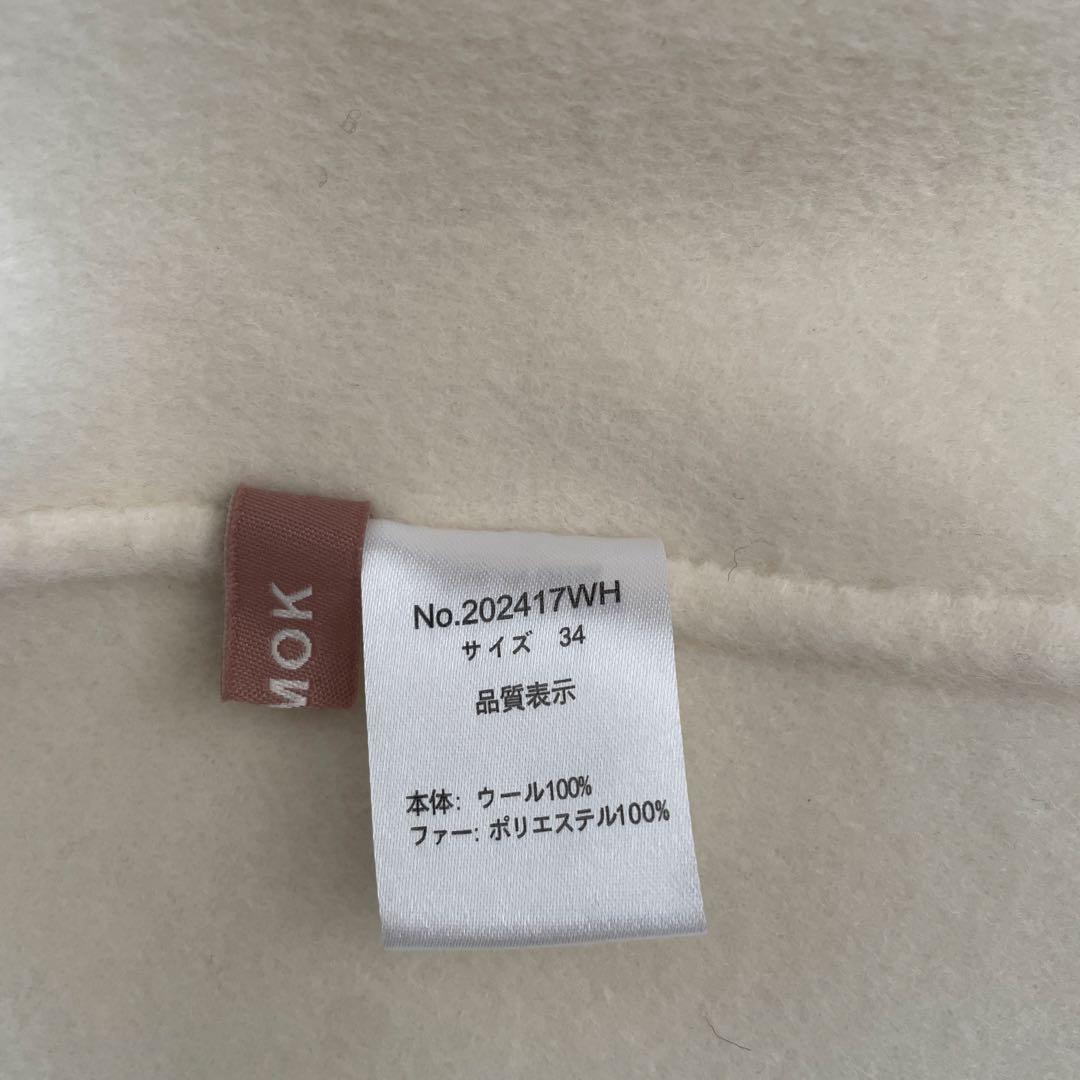 MOK
No.202417WH
サイズ 34
品質表示
本体: ウール100%
ファー: ポリエステル100%